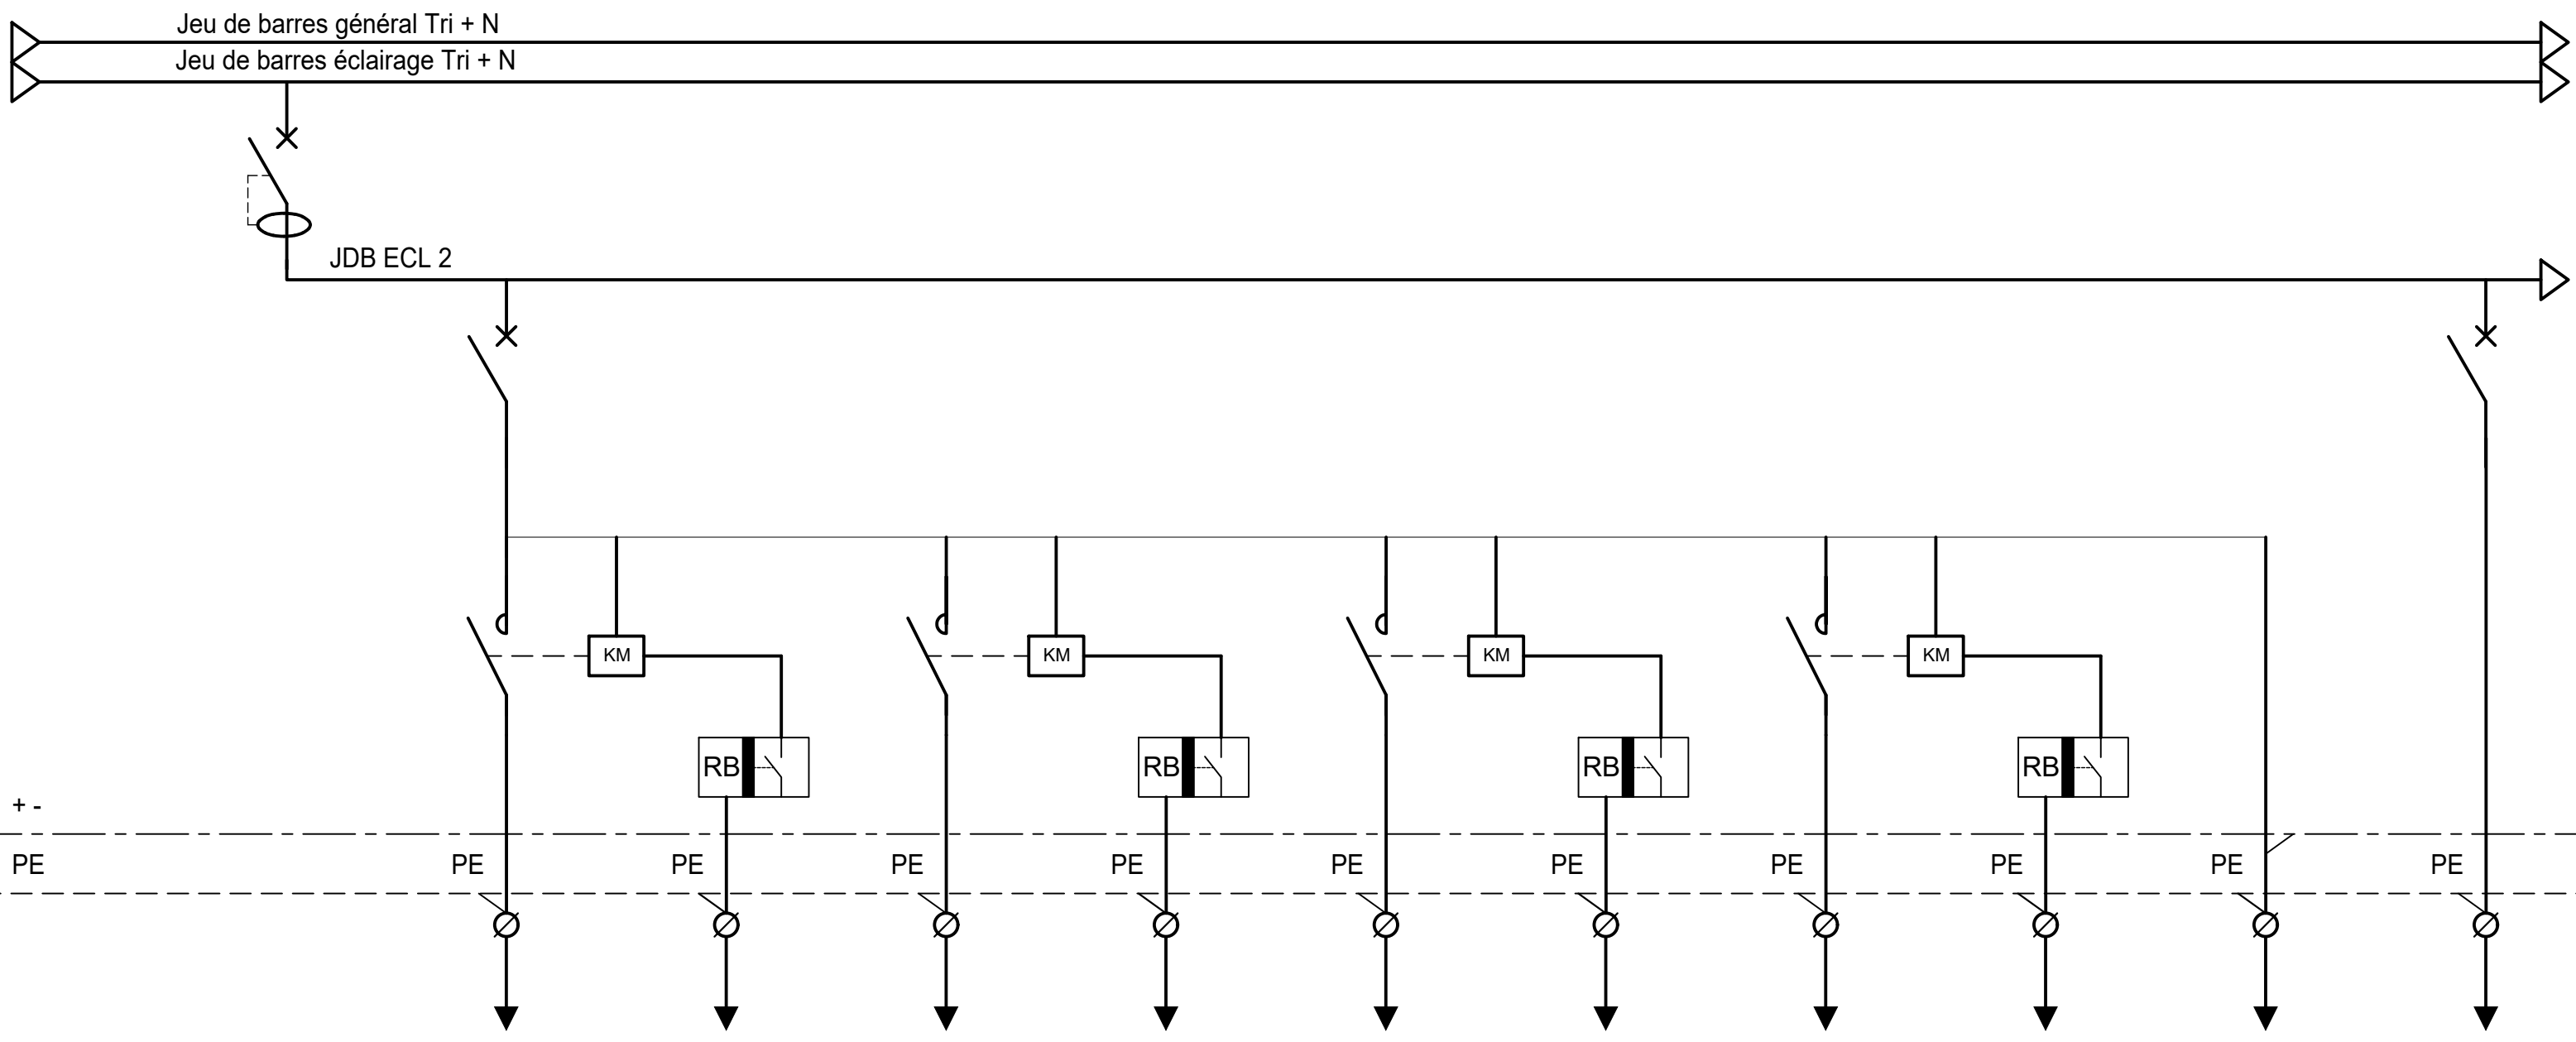 Jeu de barres général Tri + N
Jeu de barres éclairage Tri + N
JDB ECL 2
KM
KM
KM
KM
RB
RB
RB
RB
+ -
PE
PE
PE
PE
PE
PE
PE
PE
PE
PE
PE